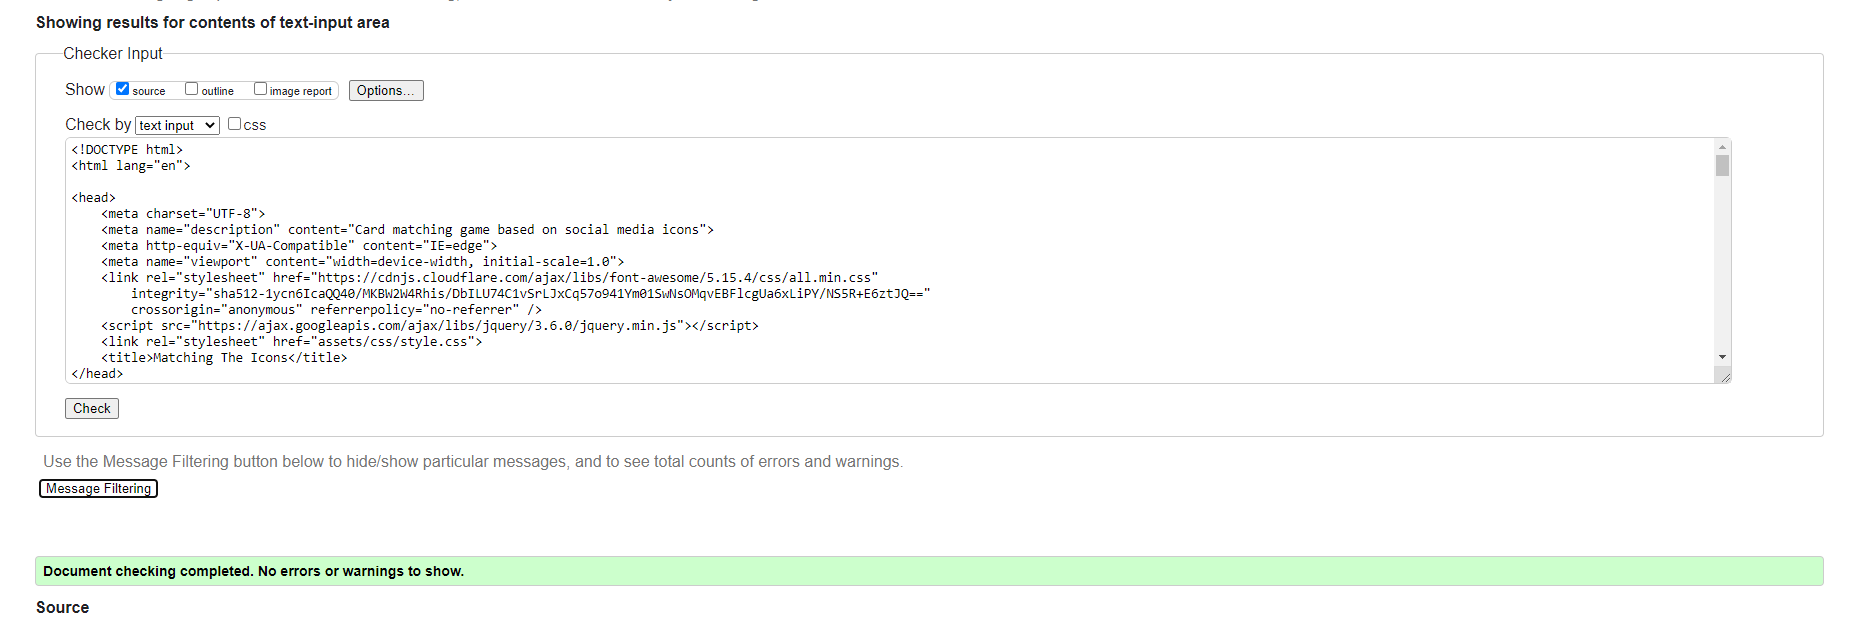 Showing results for contents of text-input area
Checker Input
Show source outline image report Options...
Check by text input css
<!DOCTYPE html>
<html lang="en">
<head>
<meta charset="UTF-8">
<meta name="description" content="Card matching game based on social media icons">
<meta http-equiv="X-UA-Compatible" content="IE=edge">
<meta name="viewport" content="width=device-width, initial-scale=1.0">
<link rel="stylesheet" href="https://cdnjs.cloudflare.com/ajax/libs/font-awesome/5.15.4/css/all.min.css"
integrity="sha512-1ycn6IcaQQ40/MKBW2W4Rhis/DbILU74C1vSrLJxCq57o941Ym01SwNsOMqvEBFlcgUa6xLiPY/NS5R+E6ztJQ=="
crossorigin="anonymous" referrerpolicy="no-referrer" />
<script src="https://ajax.googleapis.com/ajax/libs/jquery/3.6.0/jquery.min.js"></script>
<link rel="stylesheet" href="assets/css/style.css">
<title>Matching The Icons</title>
</head>
Check
Use the Message Filtering button below to hide/show particular messages, and to see total counts of errors and warnings.
Message Filtering
Document checking completed. No errors or warnings to show.
Source